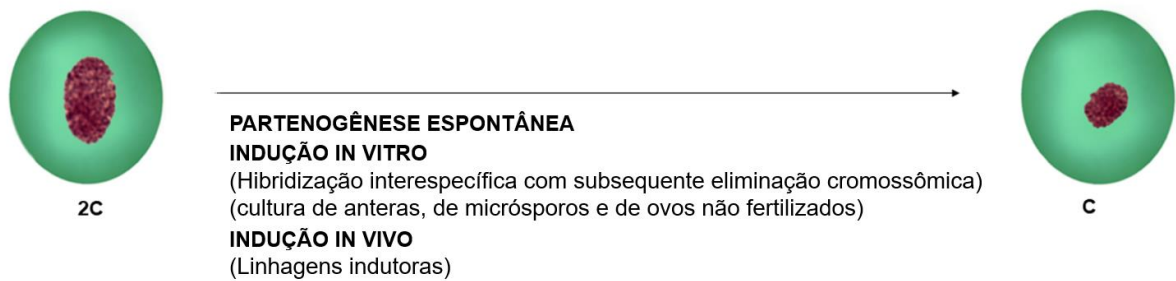 PARTENOGÊNESE ESPONTÂNEA
INDUÇÃO IN VITRO
(Hibridização interespecífica com subsequente eliminação cromossômica)
(cultura de anteras, de micrósporos e de ovos não fertilizados)
INDUÇÃO IN VIVO
(Linhagens indutoras)
2C
C